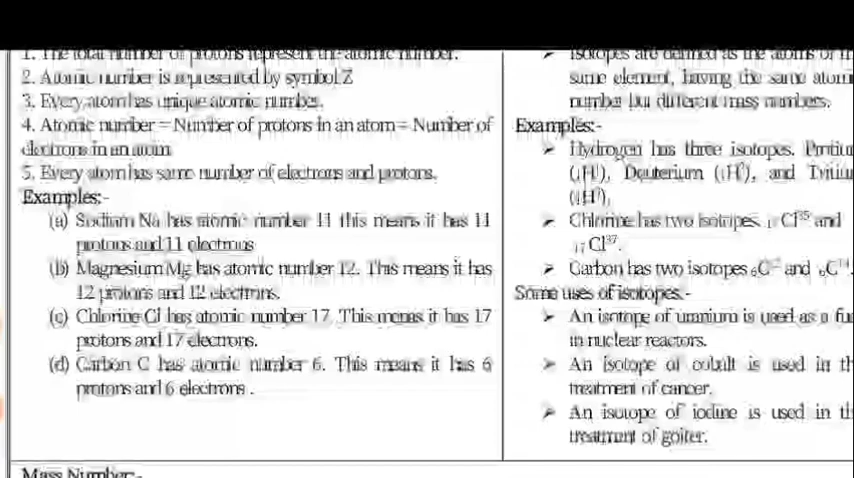 1. The total number of protons represent the atomic number.
2. Atomic number is represented by symbol Z
3. Every atom has unique atomic number.
4. Atomic number = Number of protons in an atom = Number of
electrons in an atom
5. Every atom has same number of electrons and protons.
Examples:-
(a) Sodium Na has atomic number 11 this means it has 11
protons and 11 electrons
(b) Magnesium Mg has atomic number 12. This means it has
12 protons and 12 electrons.
(c) Chlorine Cl has atomic number 17. This means it has 17
protons and 17 electrons.
(d) Carbon C has atomic number 6. This means it has 6
protons and 6 electrons .
Mass Number:-
➢ Isotopes are defined as the atoms of
same element, having the same
number but different mass numbers.
Examples:-
➢ Hydrogen has three isotopes.
(₁H¹), Deuterium (₁H²), and
(₁H³).
➢ Chlorine has two isotopes ₁₇Cl³⁵ and
₁₇Cl³⁷.
➢ Carbon has two isotopes ₆C and ₆C
Some uses of isotopes:-
➢ An isotope of uranium is used as a
in nuclear reactors.
➢ An isotope of cobalt is used in
treatment of cancer.
➢ An isotope of iodine is used in
treatment of goiter.